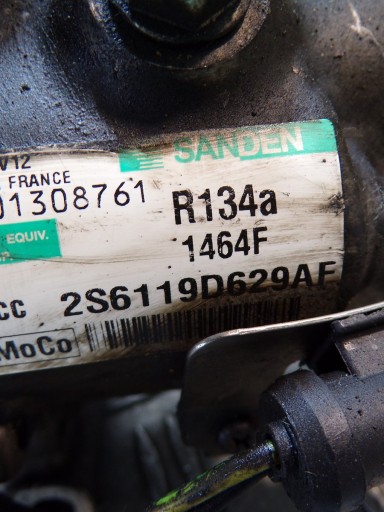 V12
SANDEN
FRANCE
01308761
R134a
EQUIV.
1464F
CC 2S6119D629AF
MoCo